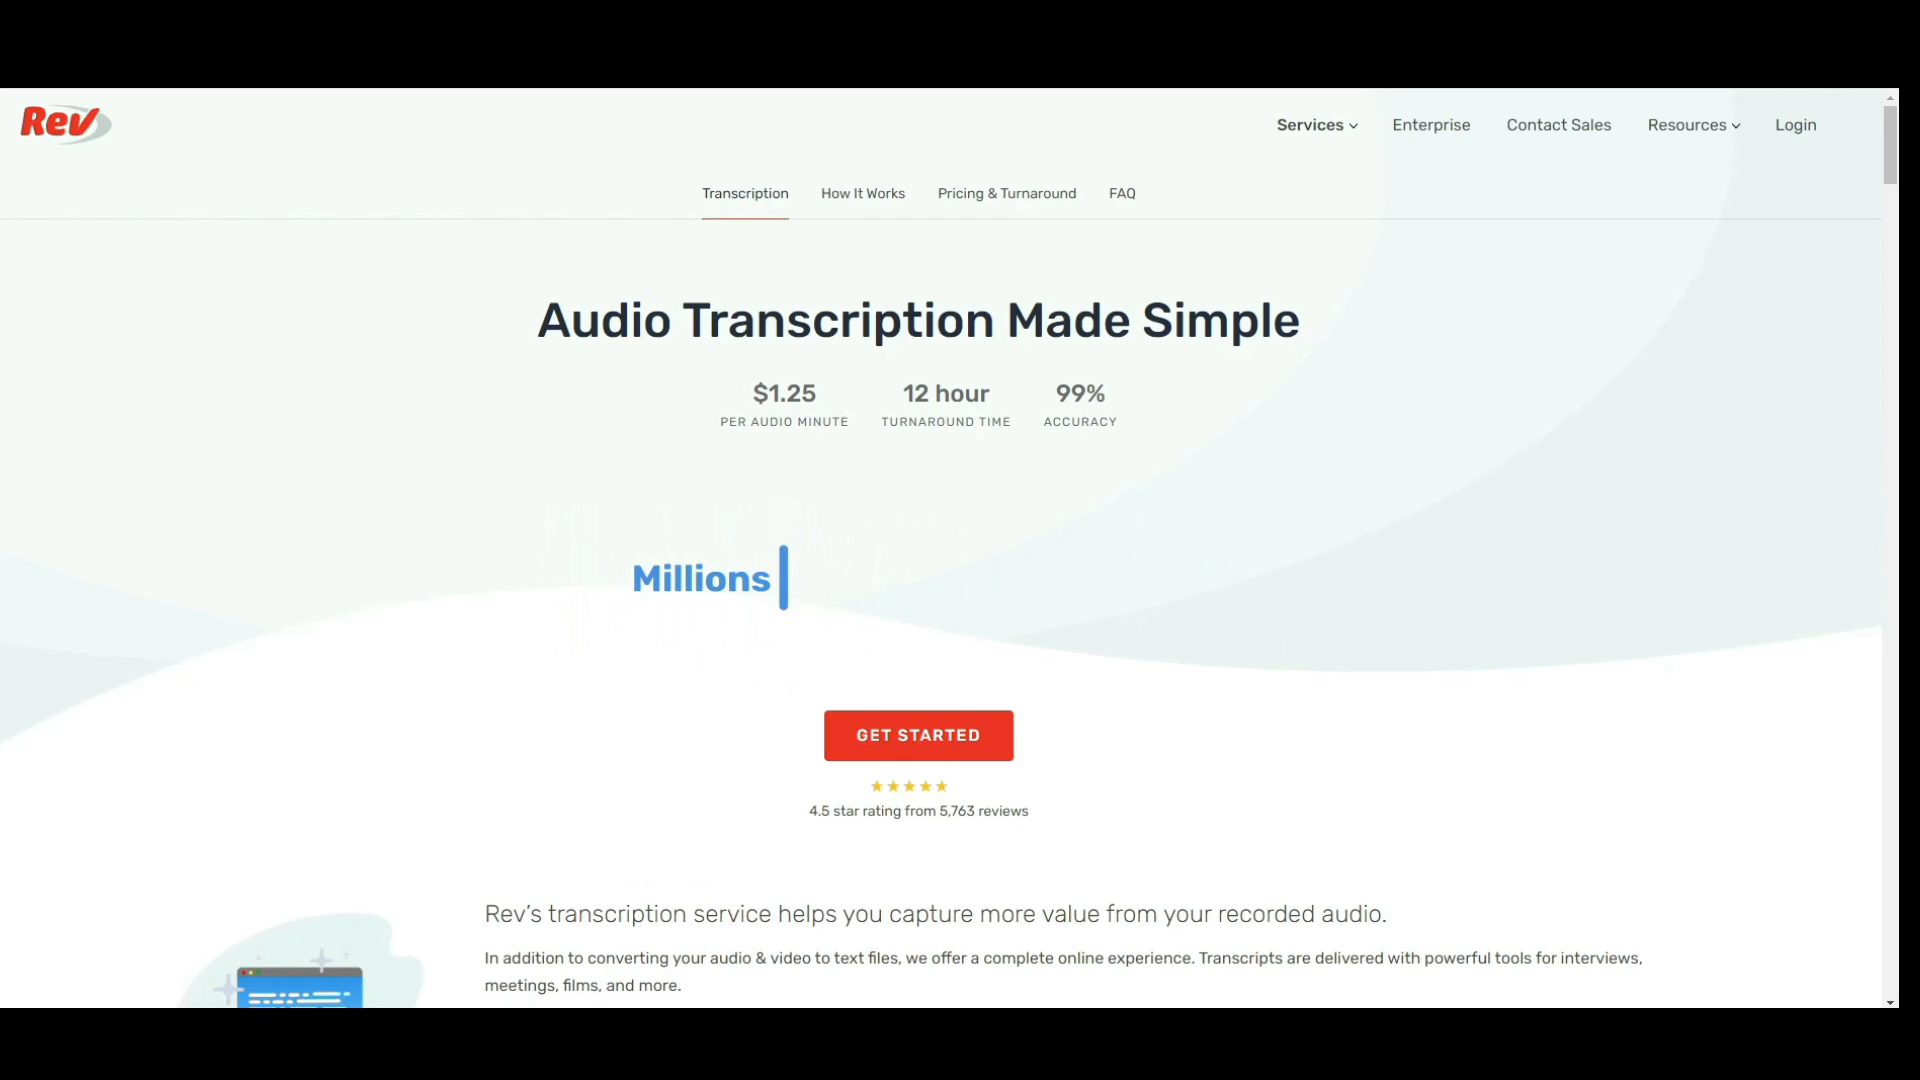 Rev
Services
Enterprise
Contact Sales
Resources
Login
Transcription
How It Works
Pricing & Turnaround
FAQ
Audio Transcription Made Simple
$1.25
PER AUDIO MINUTE
12 hour
TURNAROUND TIME
99%
ACCURACY
Millions
GET STARTED
4.5 star rating from 5,763 reviews
Rev’s transcription service helps you capture more value from your recorded audio.
In addition to converting your audio & video to text files, we offer a complete online experience. Transcripts are delivered with powerful tools for interviews,
meetings, films, and more.